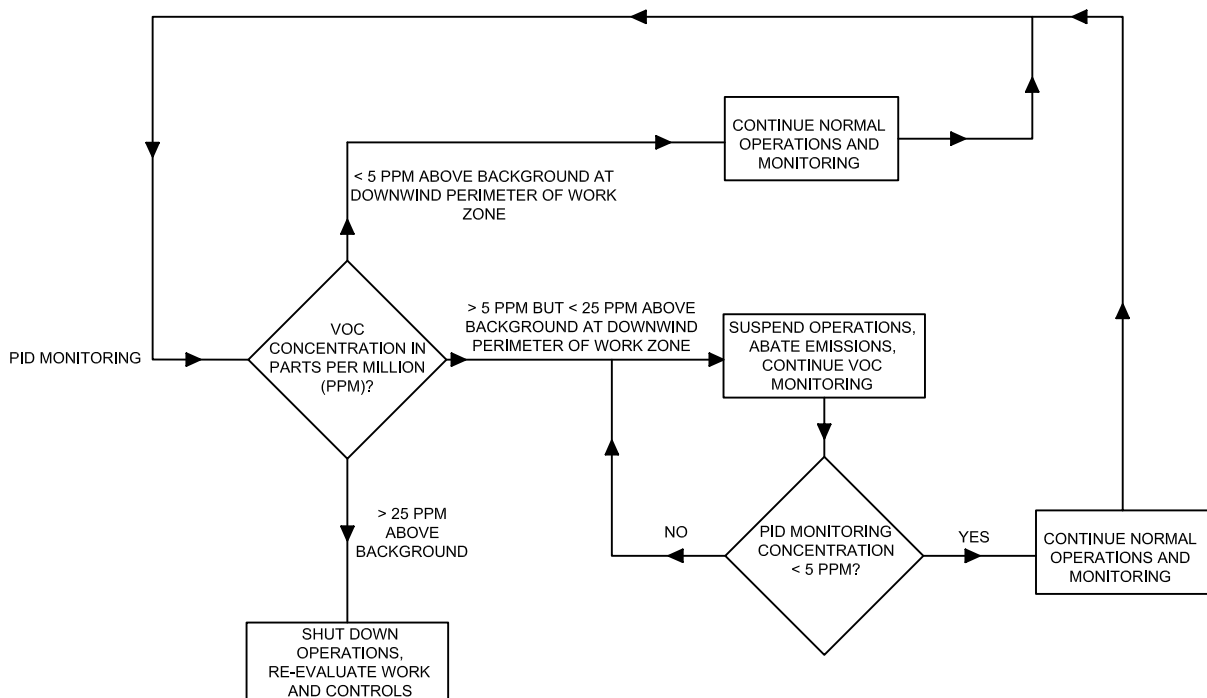 CONTINUE NORMAL
OPERATIONS AND
MONITORING
< 5 PPM ABOVE BACKGROUND AT
DOWNWIND PERIMETER OF WORK
ZONE
PID MONITORING
VOC
CONCENTRATION IN
PARTS PER MILLION
(PPM)?
> 5 PPM BUT < 25 PPM ABOVE
BACKGROUND AT DOWNWIND
PERIMETER OF WORK ZONE
SUSPEND OPERATIONS,
ABATE EMISSIONS,
CONTINUE VOC
MONITORING
> 25 PPM
ABOVE
BACKGROUND
NO
PID MONITORING
CONCENTRATION
< 5 PPM?
YES
CONTINUE NORMAL
OPERATIONS AND
MONITORING
SHUT DOWN
OPERATIONS,
RE-EVALUATE WORK
AND CONTROLS